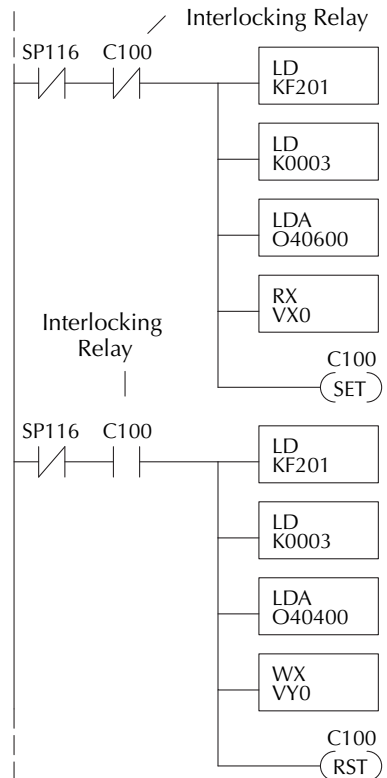 Interlocking Relay
SP116 C100
LD
KF201
LD
K0003
LDA
O40600
RX
VX0
C100
SET
Interlocking
Relay
SP116 C100
LD
KF201
LD
K0003
LDA
O40400
WX
VY0
C100
RST